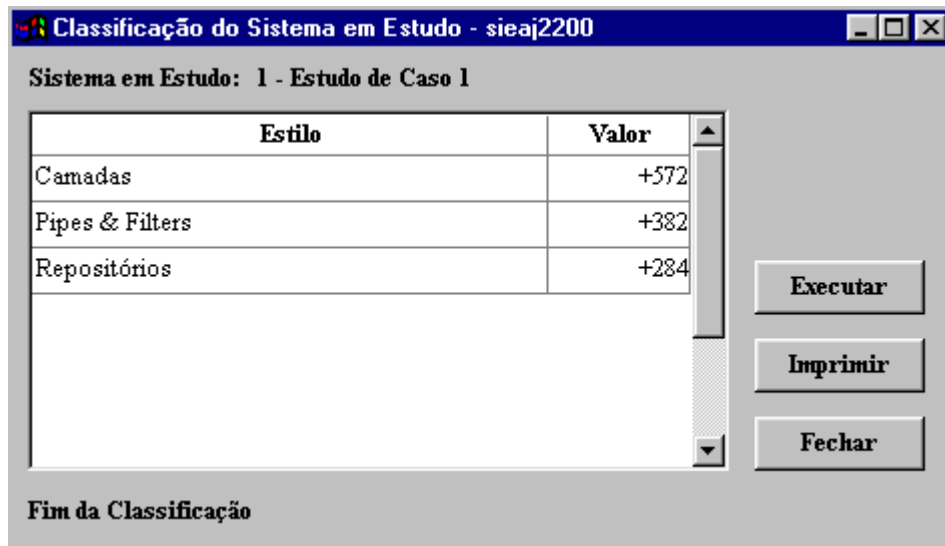 Classificação do Sistema em Estudo - sieaj2200
Sistema em Estudo: 1 - Estudo de Caso 1
Estilo Valor
Camadas +572
Pipes & Filters +382
Repositórios +284
Executar
Imprimir
Fechar
Fim da Classificação